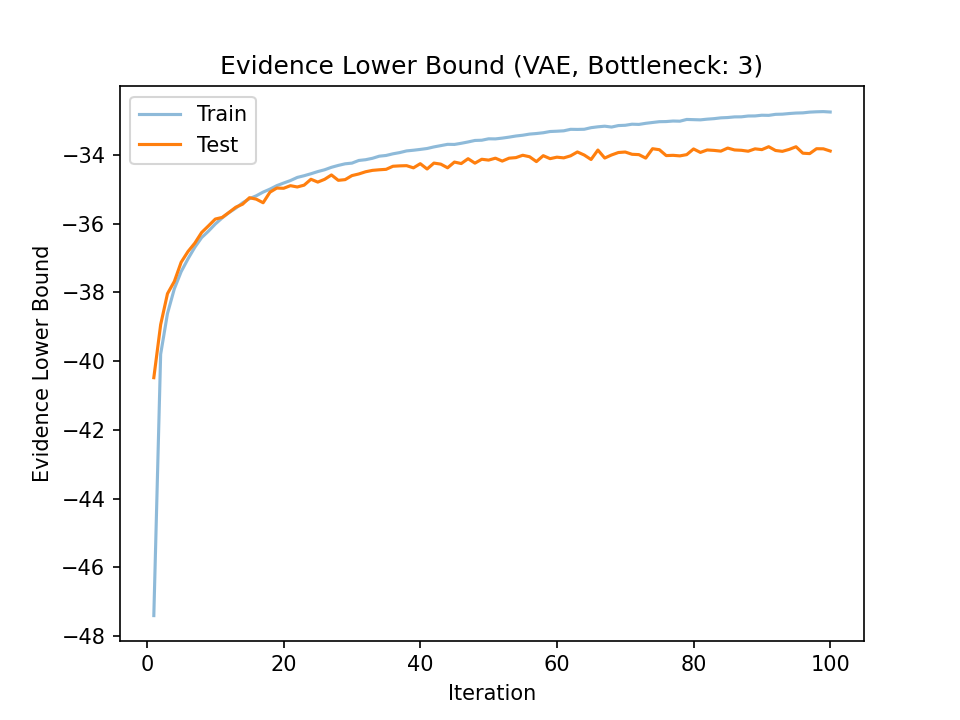 Evidence Lower Bound (VAE, Bottleneck: 3)
Train
Test
Evidence Lower Bound
−34
−36
−38
−40
−42
−44
−46
−48
0 20 40 60 80 100
Iteration